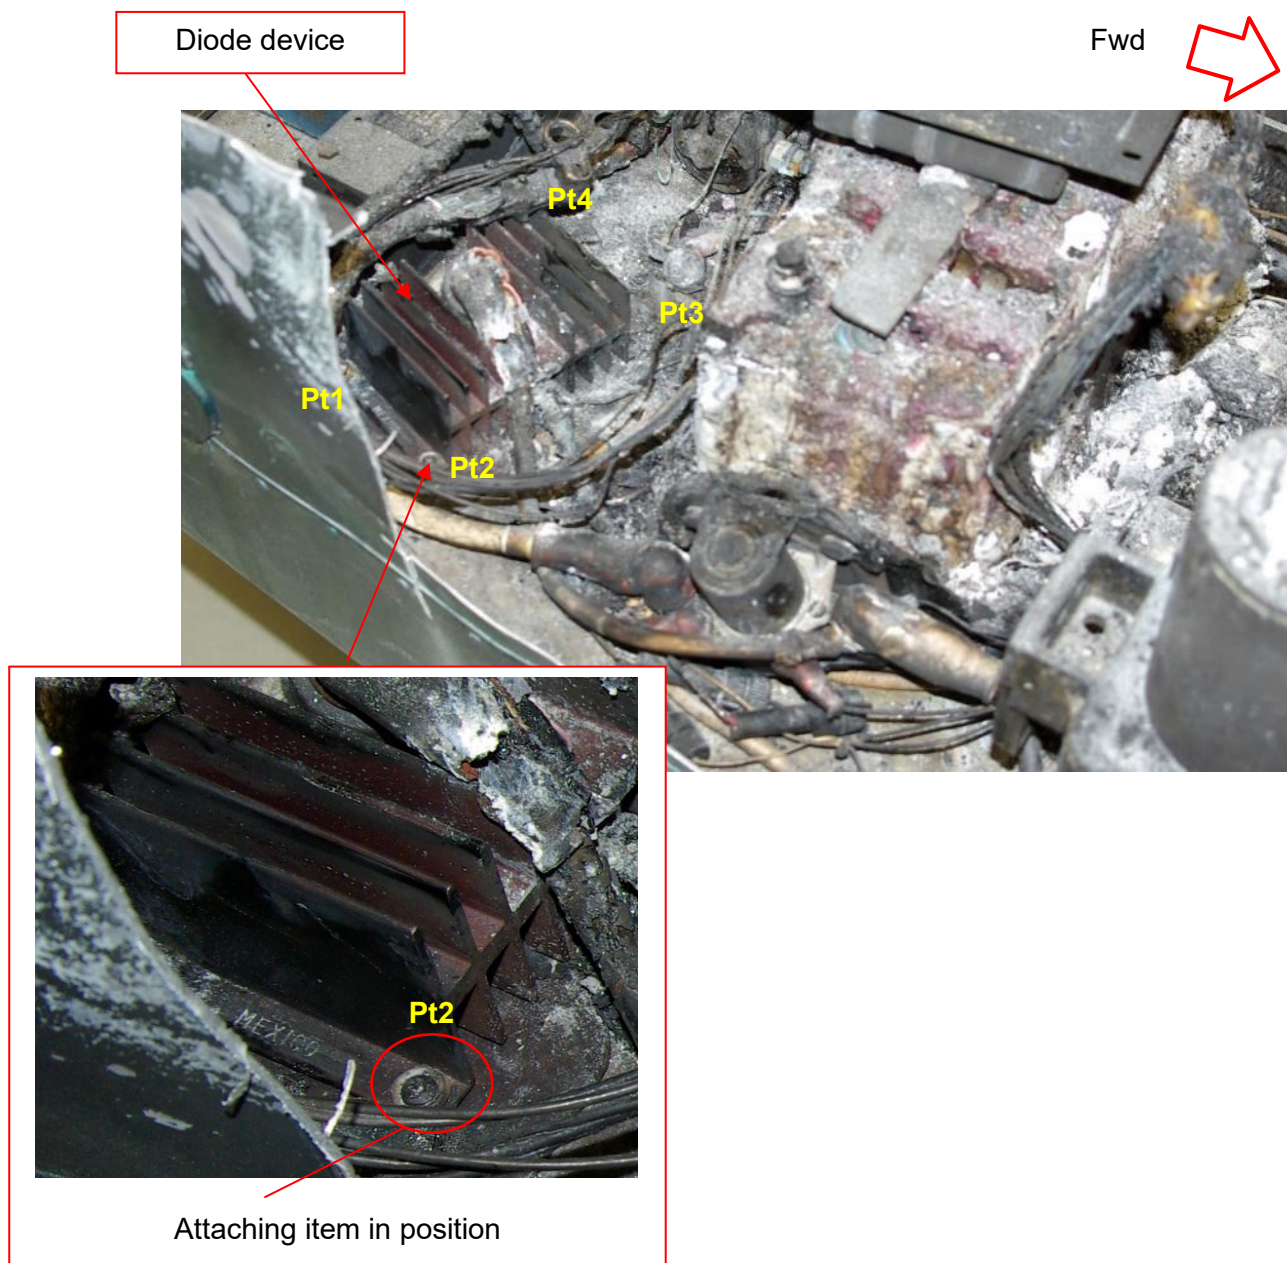 Diode device
Fwd
Pt4
Pt3
Pt1
Pt2
Pt2
MEXICO
Attaching item in position